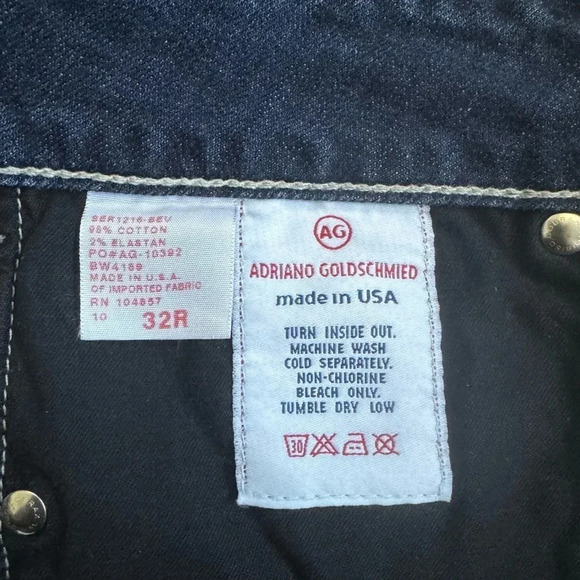 SER1216-BEV
98% COTTON
2% ELASTAN
PO#AG-10392
BW4189
MADE IN U.S.A.
OF IMPORTED FABRIC
RN 104857
10 32R
AG
ADRIANO GOLDSCHMIED
made in USA
TURN INSIDE OUT.
MACHINE WASH
COLD SEPARATELY.
NON-CHLORINE
BLEACH ONLY.
TUMBLE DRY LOW
30